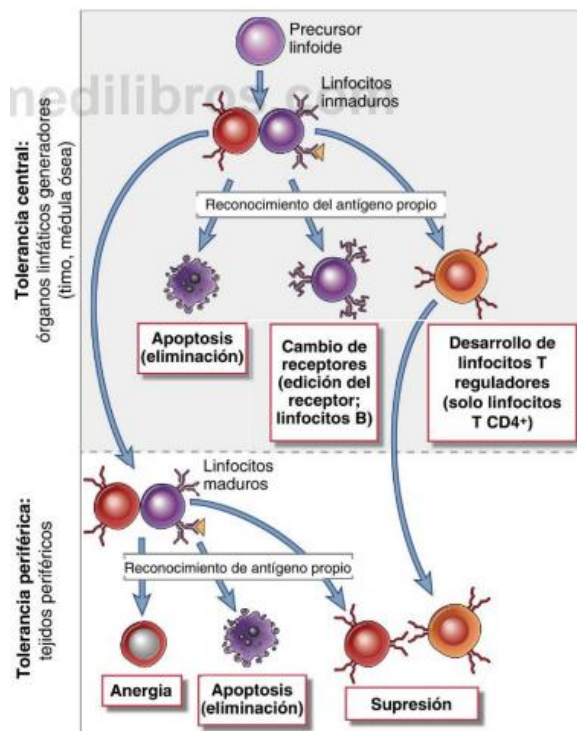 Precursor
linfoide
medilibros.com
Linfocitos
inmaduros
Tolerancia central:
órganos linfáticos generadores
(timo, médula ósea)
Reconocimiento del antígeno propio
Apoptosis
(eliminación)
Cambio de
receptores
(edición del
receptor;
linfocitos B)
Desarrollo de
linfocitos T
reguladores
(solo linfocitos
T CD4⁺)
Linfocitos
maduros
Tolerancia periférica:
tejidos periféricos
Reconocimiento de antígeno propio
Anergia
Apoptosis
(eliminación)
Supresión